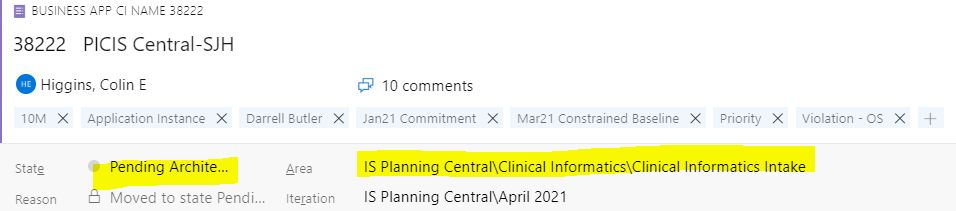 BUSINESS APP CI NAME 38222
38222 PICIS Central-SJH
HE Higgins, Colin E 10 comments
10M Application Instance Darrell Butler Jan21 Commitment Mar21 Constrained Baseline Priority Violation - OS
State Pending Archite... Area IS Planning Central\Clinical Informatics\Clinical Informatics Intake
Reason Moved to state Pendi... Iteration IS Planning Central\April 2021